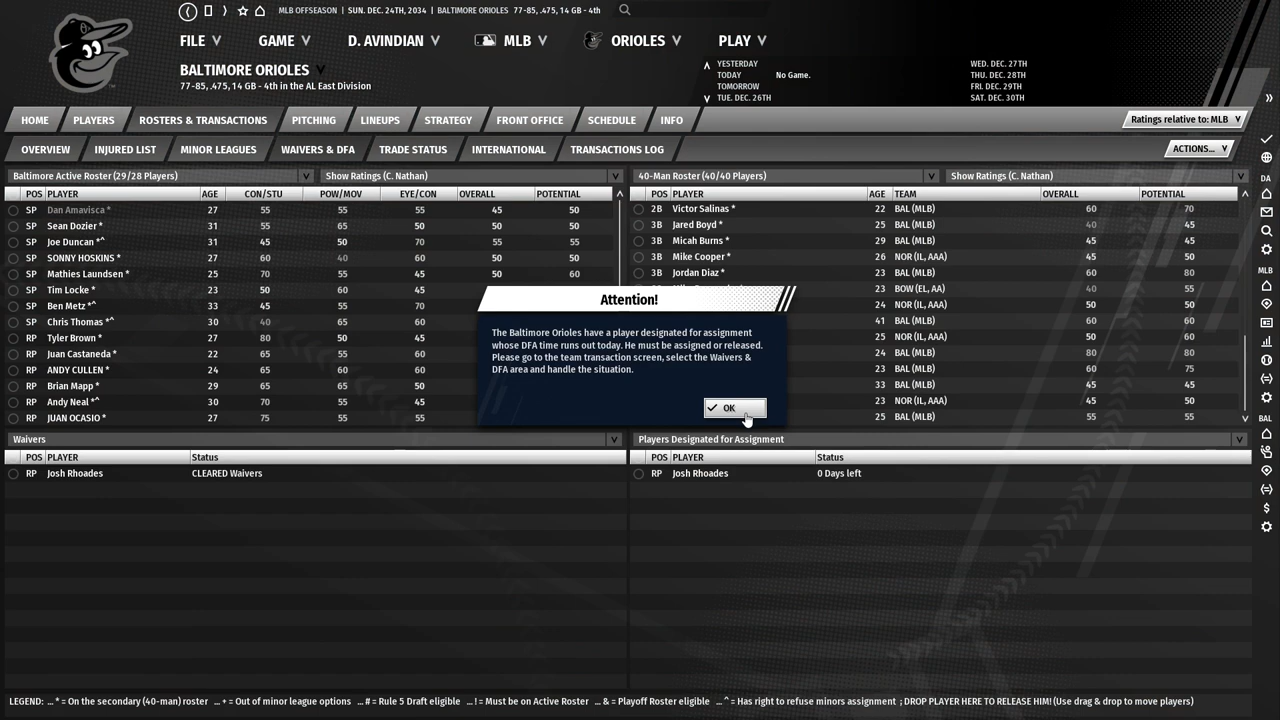 MLB OFFSEASON | SUN. DEC. 24TH, 2034 | BALTIMORE ORIOLES 77-85, .475, 14 GB - 4th
FILE GAME D. AVINDIAN MLB ORIOLES PLAY
BALTIMORE ORIOLES
77-85, .475, 14 GB - 4th in the AL East Division
YESTERDAY
TODAY No Game.
TOMORROW
TUE. DEC. 26TH
WED. DEC. 27TH
THU. DEC. 28TH
FRI. DEC. 29TH
SAT. DEC. 30TH
HOME PLAYERS ROSTERS & TRANSACTIONS PITCHING LINEUPS STRATEGY FRONT OFFICE SCHEDULE INFO Ratings relative to: MLB
OVERVIEW INJURED LIST MINOR LEAGUES WAIVERS & DFA TRADE STATUS INTERNATIONAL TRANSACTIONS LOG ACTIONS...
Baltimore Active Roster (29/28 Players) Show Ratings (C. Nathan)
POS PLAYER AGE CON/STU POW/MOV EYE/CON OVERALL POTENTIAL
SP Dan Amavisca * 27 55 55 55 45 50
SP Sean Dozier * 31 55 65 50 50 50
SP Joe Duncan *^ 31 45 50 70 55 55
SP SONNY HOSKINS * 27 60 40 60 50 50
SP Mathies Laundsen * 25 70 55 45 50 60
SP Tim Locke * 23 50 60 45
SP Ben Metz *^ 33 45 55 70
SP Chris Thomas *^ 30 40 65 60
RP Tyler Brown * 27 80 50 45
RP Juan Castaneda * 22 65 55 60
RP ANDY CULLEN * 24 65 60 60
RP Brian Mapp * 29 65 65 50
RP Andy Neal *^ 30 70 55 45
RP JUAN OCASIO * 27 75 55 55
40-Man Roster (40/40 Players) Show Ratings (C. Nathan)
POS PLAYER AGE TEAM OVERALL POTENTIAL
2B Victor Salinas * 22 BAL (MLB) 60 70
3B Jared Boyd * 25 BAL (MLB) 40 45
3B Micah Burns * 29 BAL (MLB) 45 45
3B Mike Cooper * 26 NOR (IL, AAA) 45 50
3B Jordan Diaz * 23 BAL (MLB) 60 80
23 BOW (EL, AA) 40 55
24 NOR (IL, AAA) 50 50
41 BAL (MLB) 45 45
25 NOR (IL, AAA) 50 60
24 BAL (MLB) 80 80
23 BAL (MLB) 60 75
33 BAL (MLB) 45 45
23 NOR (IL, AAA) 45 50
25 BAL (MLB) 55 55
Attention!
The Baltimore Orioles have a player designated for assignment
whose DFA time runs out today. He must be assigned or released.
Please go to the team transaction screen, select the Waivers &
DFA area and handle the situation.
OK
Waivers
POS PLAYER Status
RP Josh Rhoades CLEARED Waivers
Players Designated for Assignment
POS PLAYER Status
RP Josh Rhoades 0 Days left
DA
MLB
BAL
LEGEND: ... * = On the secondary (40-man) roster ... + = Out of minor league options ... # = Rule 5 Draft eligible ... ! = Must on Active Roster ... & = Playoff Roster eligible ... ^ = Has right to refuse minors assignment ; DROP PLAYER HERE TO RELEASE HIM! (Use drag & drop to move players)